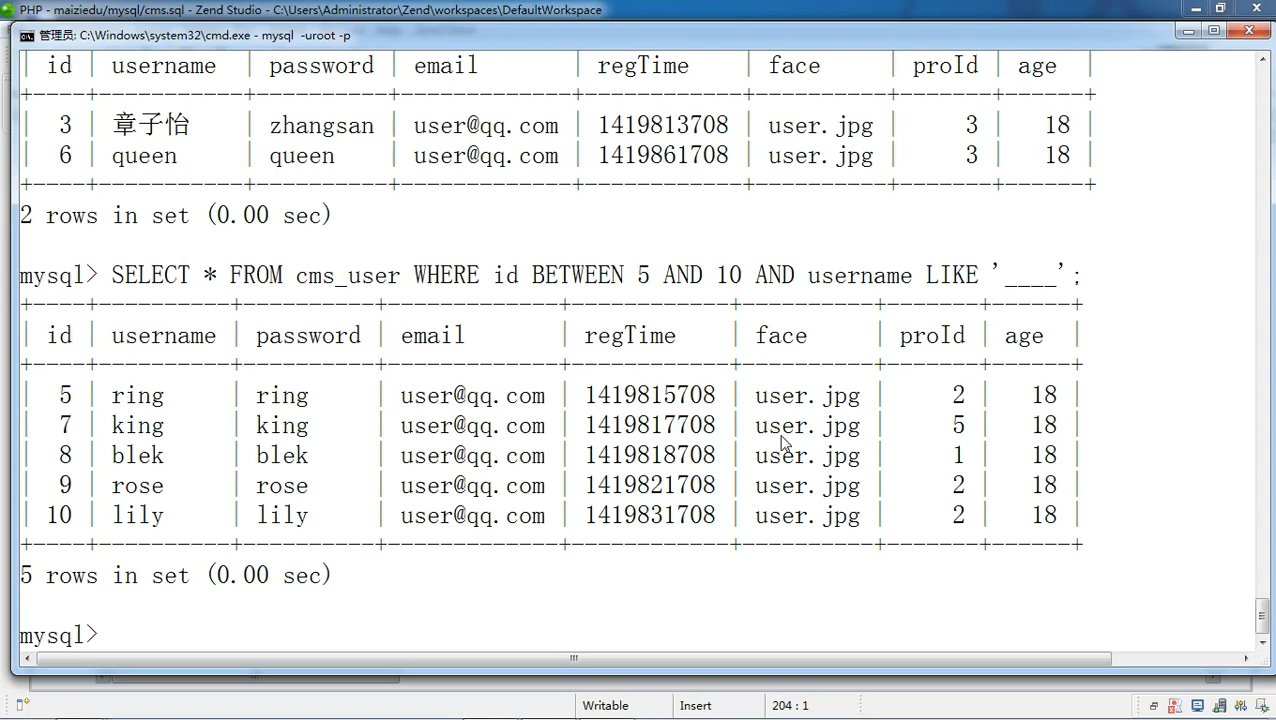 PHP - maiziedu/mysql/cms.sql - Zend Studio - C:\Users\Administrator\Zend\workspaces\DefaultWorkspace
管理员: C:\Windows\system32\cmd.exe - mysql -uroot -p
| id | username | password | email | regTime | face | proId | age |
+----+-----------+-----------+-------------+-------------+----------+-------+------+
| 3 | 章子怡 | zhangsan | user@qq.com | 1419813708 | user.jpg | 3 | 18
| 6 | queen | queen | user@qq.com | 1419861708 | user.jpg | 3 | 18
+----+-----------+-----------+-------------+-------------+----------+-------+------+
2 rows in set (0.00 sec)
mysql> SELECT * FROM cms_user WHERE id BETWEEN 5 AND 10 AND username LIKE '____';
+----+----------+----------+-------------+------------+----------+-------+------+
| id | username | password | email | regTime | face | proId | age |
+----+----------+----------+-------------+------------+----------+-------+------+
| 5 | ring | ring | user@qq.com | 1419815708 | user.jpg | 2 | 18 |
| 7 | king | king | user@qq.com | 1419817708 | user.jpg | 5 | 18 |
| 8 | blek | blek | user@qq.com | 1419818708 | user.jpg | 1 | 18 |
| 9 | rose | rose | user@qq.com | 1419821708 | user.jpg | 2 | 18 |
| 10 | lily | lily | user@qq.com | 1419831708 | user.jpg | 2 | 18 |
+----+----------+----------+-------------+------------+----------+-------+------+
5 rows in set (0.00 sec)
mysql>
Writable Insert 204 : 1